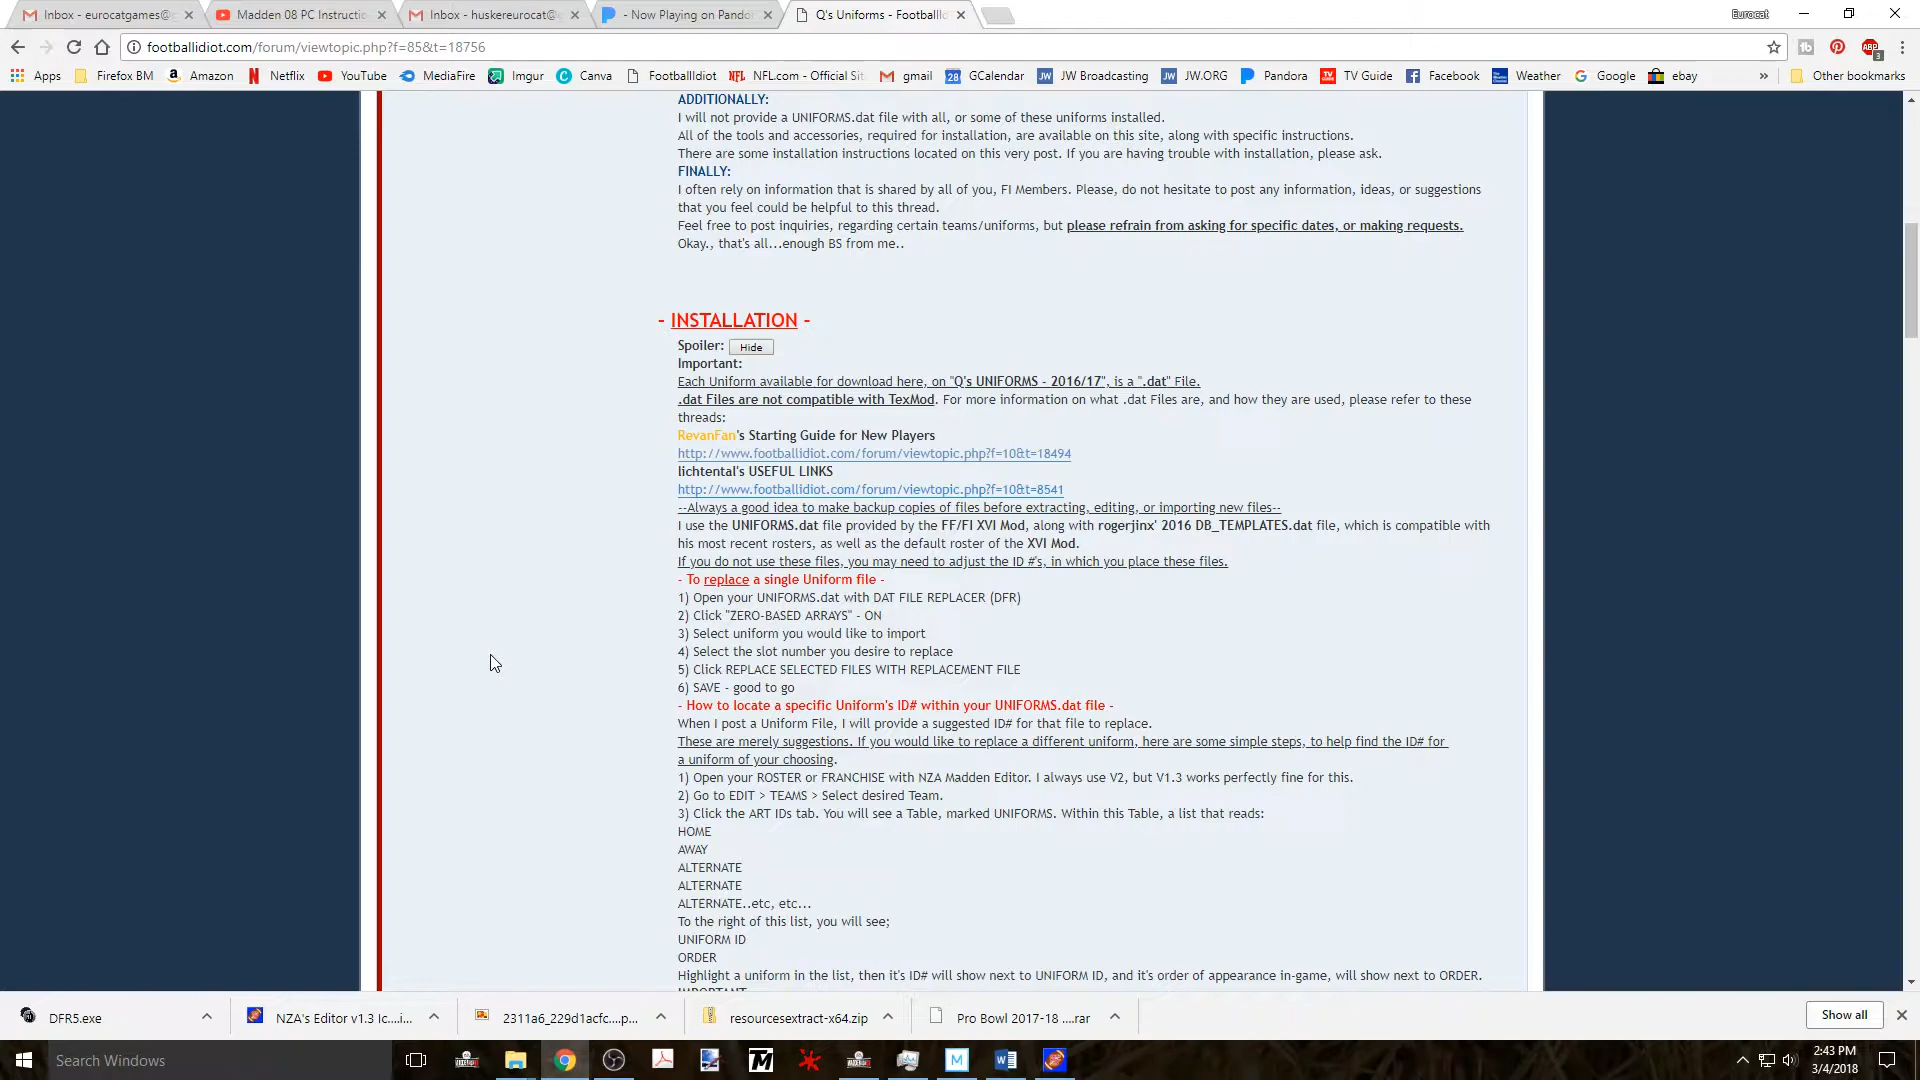 Inbox - eurocatgames@g
Madden 08 PC Instructio
Inbox - huskereurocat@g
- Now Playing on Pandor
Q's Uniforms - FootballId
Eurocat
footballidiot.com/forum/viewtopic.php?f=85&t=18756
Apps
Firefox BM
Amazon
Netflix
YouTube
MediaFire
Imgur
Canva
FootballIdiot
NFL.com - Official Sit
gmail
GCalendar
JW Broadcasting
JW.ORG
Pandora
TV Guide
Facebook
Weather
Google
ebay
»
Other bookmarks
ADDITIONALLY:
I will not provide a UNIFORMS.dat file with all, or some of these uniforms installed.
All of the tools and accessories, required for installation, are available on this site, along with specific instructions.
There are some installation instructions located on this very post. If you are having trouble with installation, please ask.
FINALLY:
I often rely on information that is shared by all of you, FI Members. Please, do not hesitate to post any information, ideas, or suggestions
that you feel could be helpful to this thread.
Feel free to post inquiries, regarding certain teams/uniforms, but please refrain from asking for specific dates, or making requests.
Okay., that's all...enough BS from me..
- INSTALLATION -
Spoiler: Hide
Important:
Each Uniform available for download here, on "Q's UNIFORMS - 2016/17", is a ".dat" File.
.dat Files are not compatible with TexMod. For more information on what .dat Files are, and how they are used, please refer to these
threads:
RevanFan's Starting Guide for New Players
http://www.footballidiot.com/forum/viewtopic.php?f=10&t=18494
lichtental's USEFUL LINKS
http://www.footballidiot.com/forum/viewtopic.php?f=10&t=8541
--Always a good idea to make backup copies of files before extracting, editing, or importing new files--
I use the UNIFORMS.dat file provided by the FF/FI XVI Mod, along with rogerjinx' 2016 DB_TEMPLATES.dat file, which is compatible with
his most recent rosters, as well as the default roster of the XVI Mod.
If you do not use these files, you may need to adjust the ID #'s, in which you place these files.
- To replace a single Uniform file -
1) Open your UNIFORMS.dat with DAT FILE REPLACER (DFR)
2) Click "ZERO-BASED ARRAYS" - ON
3) Select uniform you would like to import
4) Select the slot number you desire to replace
5) Click REPLACE SELECTED FILES WITH REPLACEMENT FILE
6) SAVE - good to go
- How to locate a specific Uniform's ID# within your UNIFORMS.dat file -
When I post a Uniform File, I will provide a suggested ID# for that file to replace.
These are merely suggestions. If you would like to replace a different uniform, here are some simple steps, to help find the ID# for
a uniform of your choosing.
1) Open your ROSTER or FRANCHISE with NZA Madden Editor. I always use V2, but V1.3 works perfectly fine for this.
2) Go to EDIT > TEAMS > Select desired Team.
3) Click the ART IDs tab. You will see a Table, marked UNIFORMS. Within this Table, a list that reads:
HOME
AWAY
ALTERNATE
ALTERNATE
ALTERNATE..etc, etc...
To the right of this list, you will see;
UNIFORM ID
ORDER
Highlight a uniform in the list, then it's ID# will show next to UNIFORM ID, and it's order of appearance in-game, will show next to ORDER.
IMPORTANT
DFR5.exe
NZA's Editor v1.3 Ic....i...
2311a6_229d1acfc....p...
resourcesextract-x64.zip
Pro Bowl 2017-18 ....rar
Show all
Search Windows
2:43 PM
3/4/2018